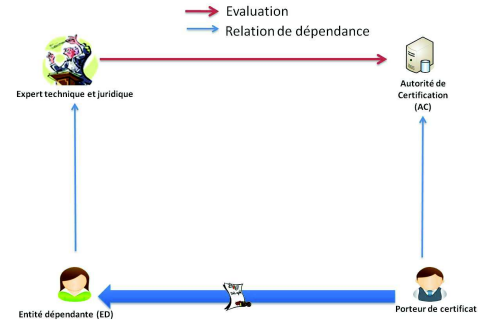 Evaluation
Relation de dépendance
Expert technique et juridique
Autorité de
Certification
(AC)
Entité dépendante (ED)
Porteur de certificat